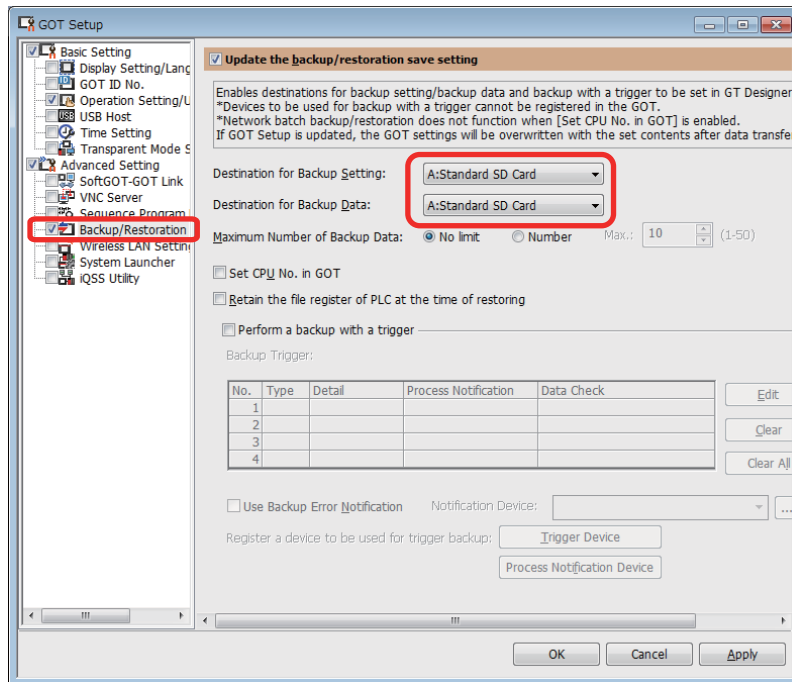 GOT Setup
Basic Setting
Display Setting/Lang
GOT ID No.
Operation Setting/U
USB Host
Time Setting
Transparent Mode S
Advanced Setting
SoftGOT-GOT Link
VNC Server
Sequence Program
Backup/Restoration
Wireless LAN Settin
System Launcher
iQSS Utility
Update the backup/restoration save setting
Enables destinations for backup setting/backup data and backup with a trigger to be set in GT Designer
*Devices to be used for backup with a trigger cannot be registered in the GOT.
*Network batch backup/restoration does not function when [Set CPU No. in GOT] is enabled.
If GOT Setup is updated, the GOT settings will be overwritten with the set contents after data transfe
Destination for Backup Setting: A:Standard SD Card
Destination for Backup Data: A:Standard SD Card
Maximum Number of Backup Data: No limit Number Max.: 10 (1-50)
Set CPU No. in GOT
Retain the file register of PLC at the time of restoring
Perform a backup with a trigger
Backup Trigger:
No. Type Detail Process Notification Data Check
1
2
3
4
Edit
Clear
Clear All
Use Backup Error Notification Notification Device: ...
Register a device to be used for trigger backup: Trigger Device
Process Notification Device
OK Cancel Apply